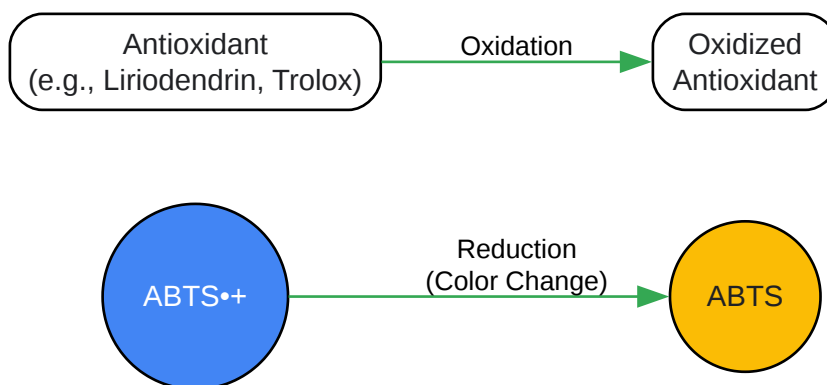 Antioxidant
(e.g., Liriodendrin, Trolox)
Oxidation
Oxidized
Antioxidant
ABTS•+
Reduction
(Color Change)
ABTS